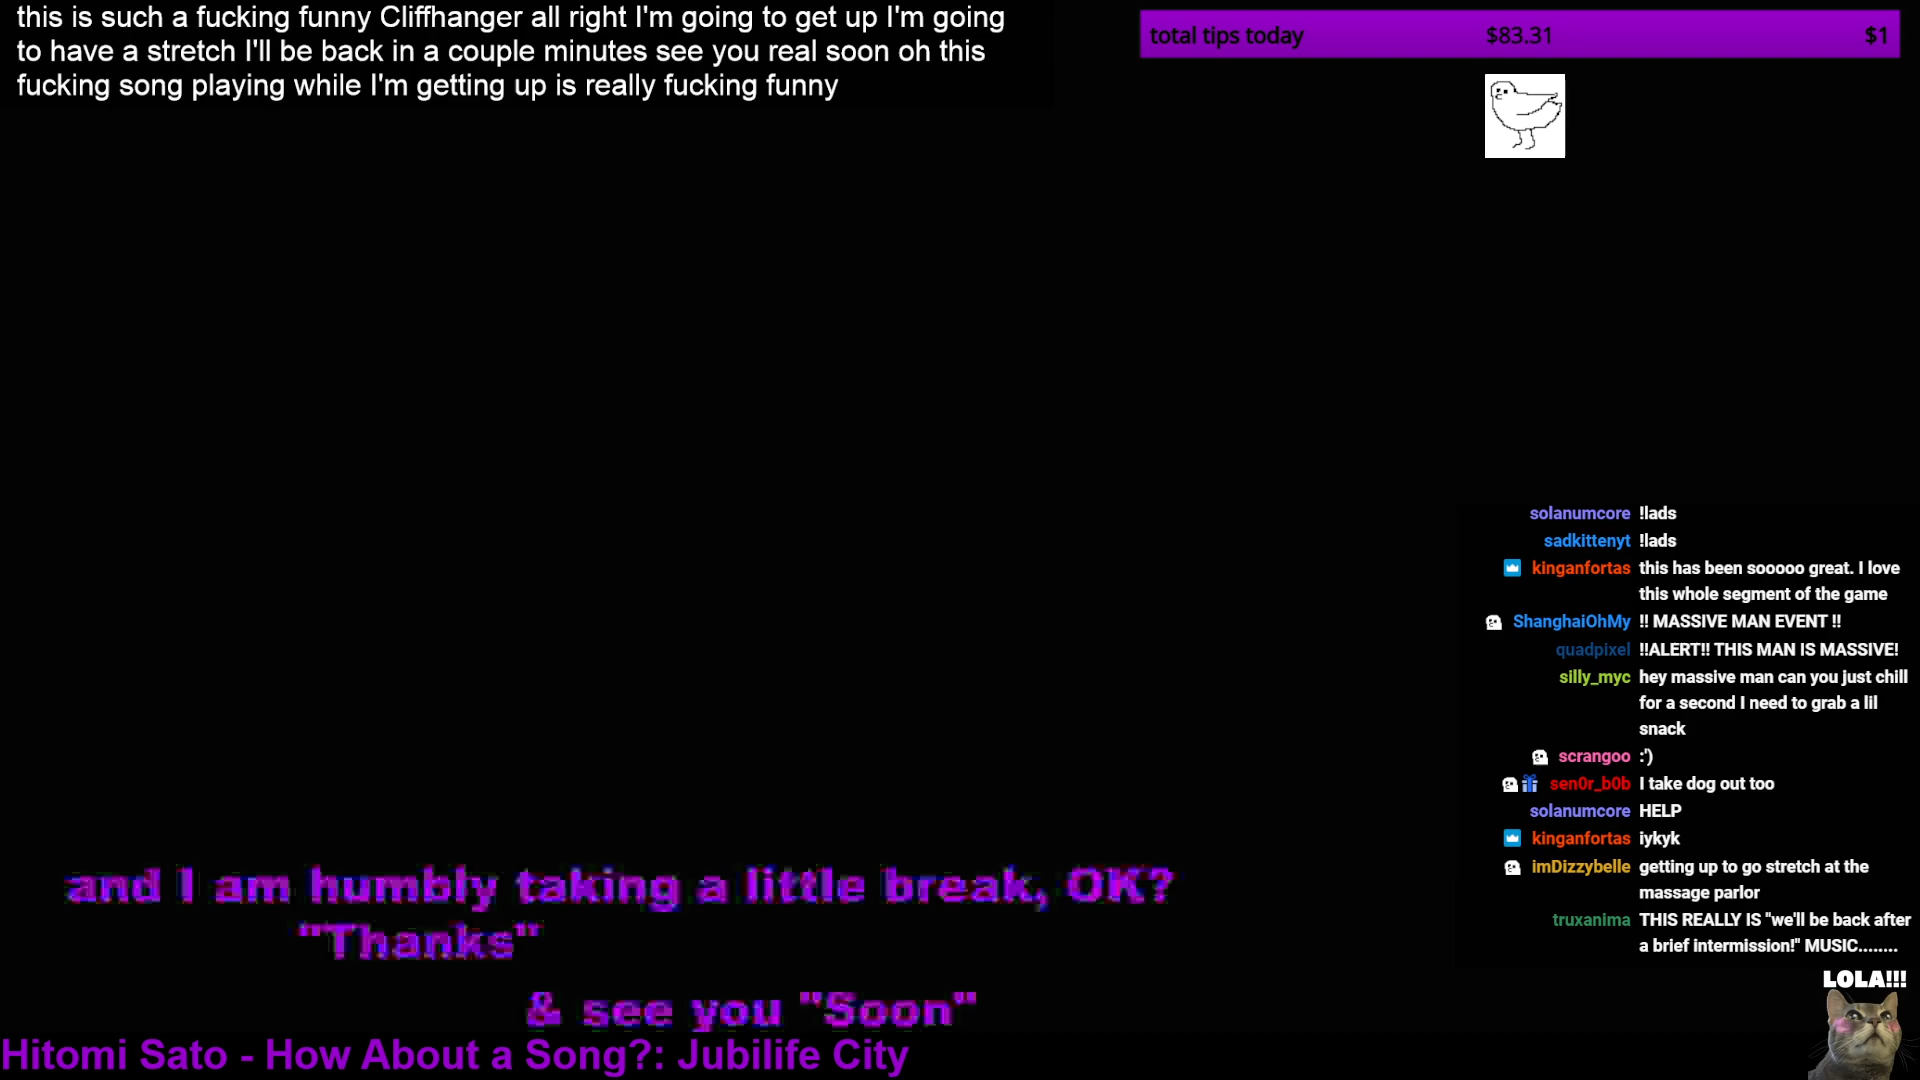 this is such a fucking funny Cliffhanger all right I'm going to get up I'm going
to have a stretch I'll be back in a couple minutes see you real soon oh this
fucking song playing while I'm getting up is really fucking funny
total tips today $83.31 $1
solanumcore !lads
sadkittenyt !lads
kinganfortas this has been sooooo great. I love
this whole segment of the game
ShanghaiOhMy !! MASSIVE MAN EVENT !!
quadpixel !!ALERT!! THIS MAN IS MASSIVE!
silly_myc hey massive man can you just chill
for a second I need to grab a lil
snack
scrangoo :')
sen0r_b0b I take dog out too
solanumcore HELP
kinganfortas iykyk
imDizzybelle getting up to go stretch at the
massage parlor
truxanima THIS REALLY IS "we'll be back after
a brief intermission!" MUSIC........
LOLA!!!
and I am humbly taking a little break, OK?
"Thanks"
& see you "Soon"
Hitomi Sato - How About a Song?: Jubilife City